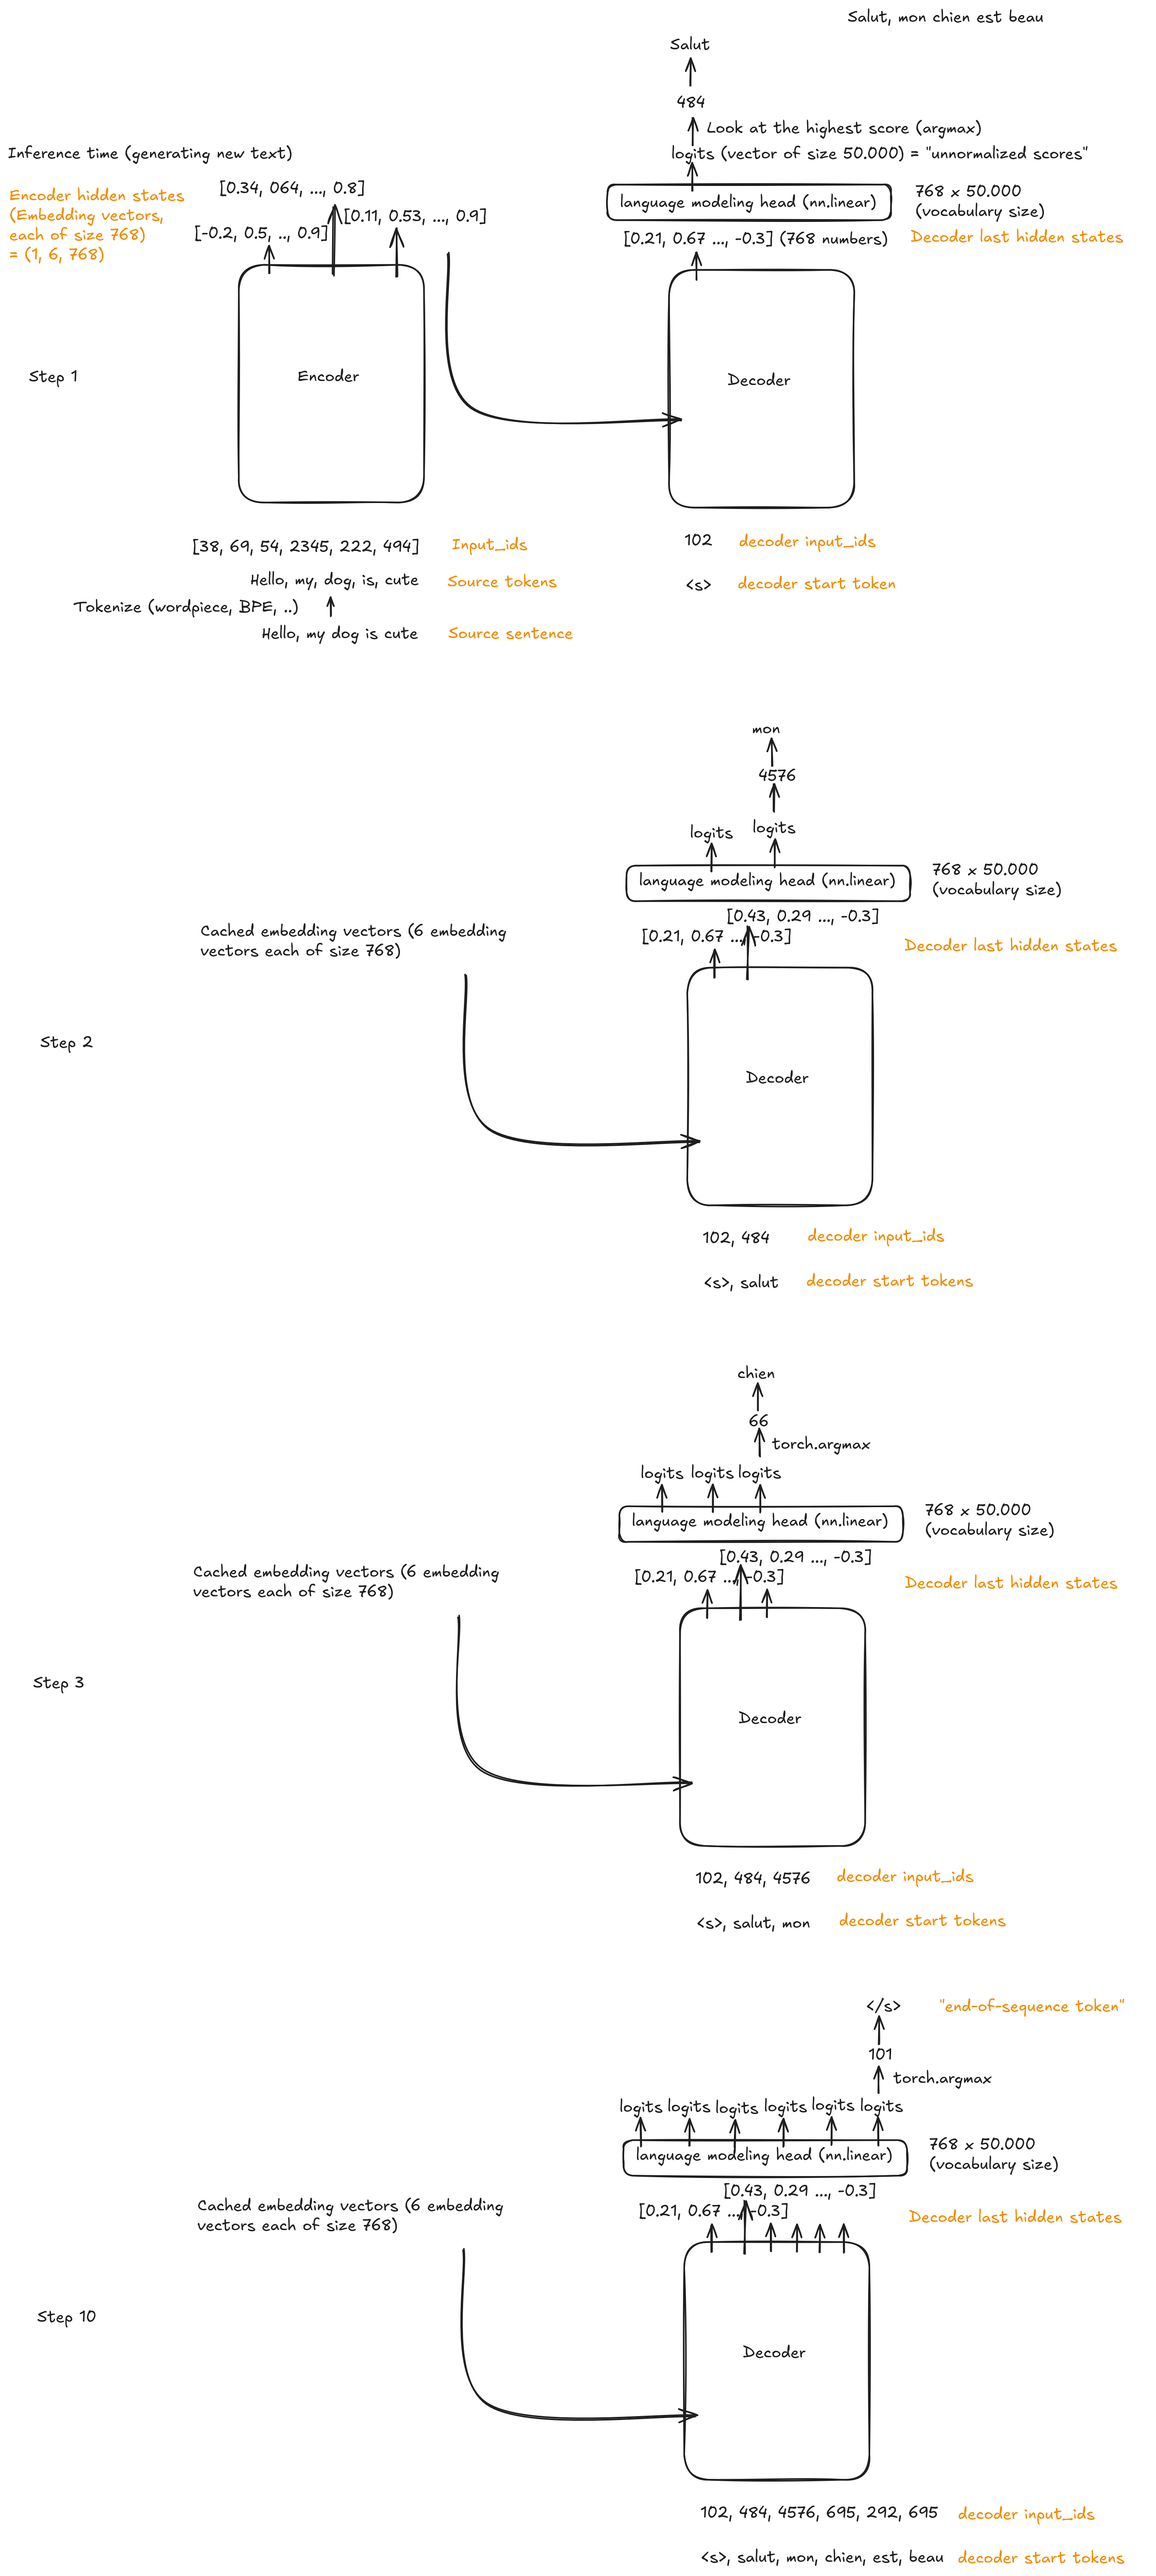 Salut, mon chien est beau
Salut
484
Look at the highest score (argmax)
Inference time (generating new text)
logits (vector of size 50.000) = "unnormalized scores"
Encoder hidden states
(Embedding vectors,
each of size 768)
= (1, 6, 768)
[0.34, 064, ..., 0.8]
[0.11, 0.53, ..., 0.9]
[-0.2, 0.5, .., 0.9]
language modeling head (nn.linear)
768 x 50.000
(vocabulary size)
[0.21, 0.67 ..., -0.3] (768 numbers)
Decoder last hidden states
Step 1
Encoder
Decoder
[38, 69, 54, 2345, 222, 494]
Input_ids
102
decoder input_ids
Hello, my, dog, is, cute
Source tokens
<s>
decoder start token
Tokenize (wordpiece, BPE, ..)
Hello, my dog is cute
Source sentence
mon
4576
logits
logits
language modeling head (nn.linear)
768 x 50.000
(vocabulary size)
[0.43, 0.29 ..., -0.3]
[0.21, 0.67 ..., -0.3]
Decoder last hidden states
Cached embedding vectors (6 embedding
vectors each of size 768)
Step 2
Decoder
102, 484
decoder input_ids
<s>, salut
decoder start tokens
chien
66
torch.argmax
logits
logits
logits
language modeling head (nn.linear)
768 x 50.000
(vocabulary size)
[0.43, 0.29 ..., -0.3]
[0.21, 0.67 ..., -0.3]
Decoder last hidden states
Cached embedding vectors (6 embedding
vectors each of size 768)
Step 3
Decoder
102, 484, 4576
decoder input_ids
<s>, salut, mon
decoder start tokens
</s>
"end-of-sequence token"
101
torch.argmax
logits
logits
logits
logits
logits
logits
language modeling head (nn.linear)
768 x 50.000
(vocabulary size)
[0.43, 0.29 ..., -0.3]
[0.21, 0.67 ..., -0.3]
Decoder last hidden states
Cached embedding vectors (6 embedding
vectors each of size 768)
Step 10
Decoder
102, 484, 4576, 695, 292, 695
decoder input_ids
<s>, salut, mon, chien, est, beau
decoder start tokens